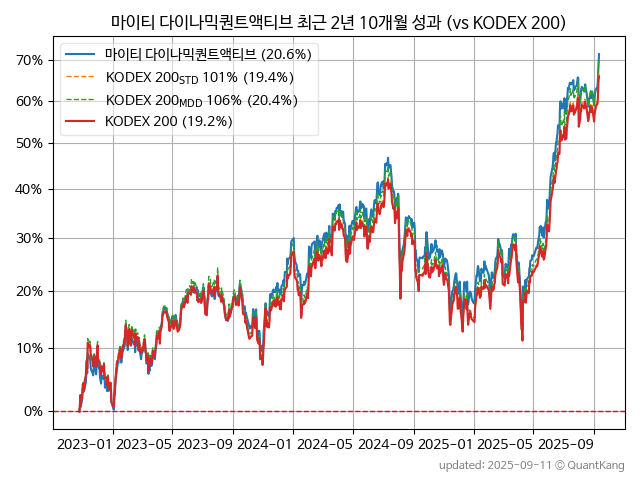 마이티 다이나믹퀀트액티브 최근 2년 10개월 성과 (vs KODEX 200)
마이티 다이나믹퀀트액티브 (20.6%)
KODEX 200STD 101% (19.4%)
KODEX 200MDD 106% (20.4%)
KODEX 200 (19.2%)
70%
60%
50%
40%
30%
20%
10%
0%
2023-01 2023-05 2023-09 2024-01 2024-05 2024-09 2025-01 2025-05 2025-09
updated: 2025-09-11 © QuantKang